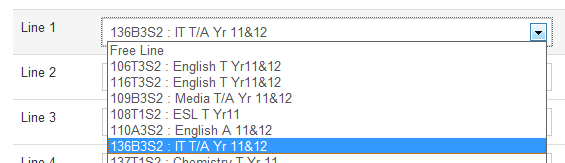 Line 1 136B3S2 : IT T/A Yr 11&12
Free Line
Line 2 106T3S2 : English T Yr11&12
116T3S2 : English T Yr11&12
109B3S2 : Media T/A Yr 11&12
Line 3 108T1S2 : ESL T Yr11
110A3S2 : English A 11&12
136B3S2 : IT T/A Yr 11&12
Line 4 137T1S2 : Chemistry T Yr 11